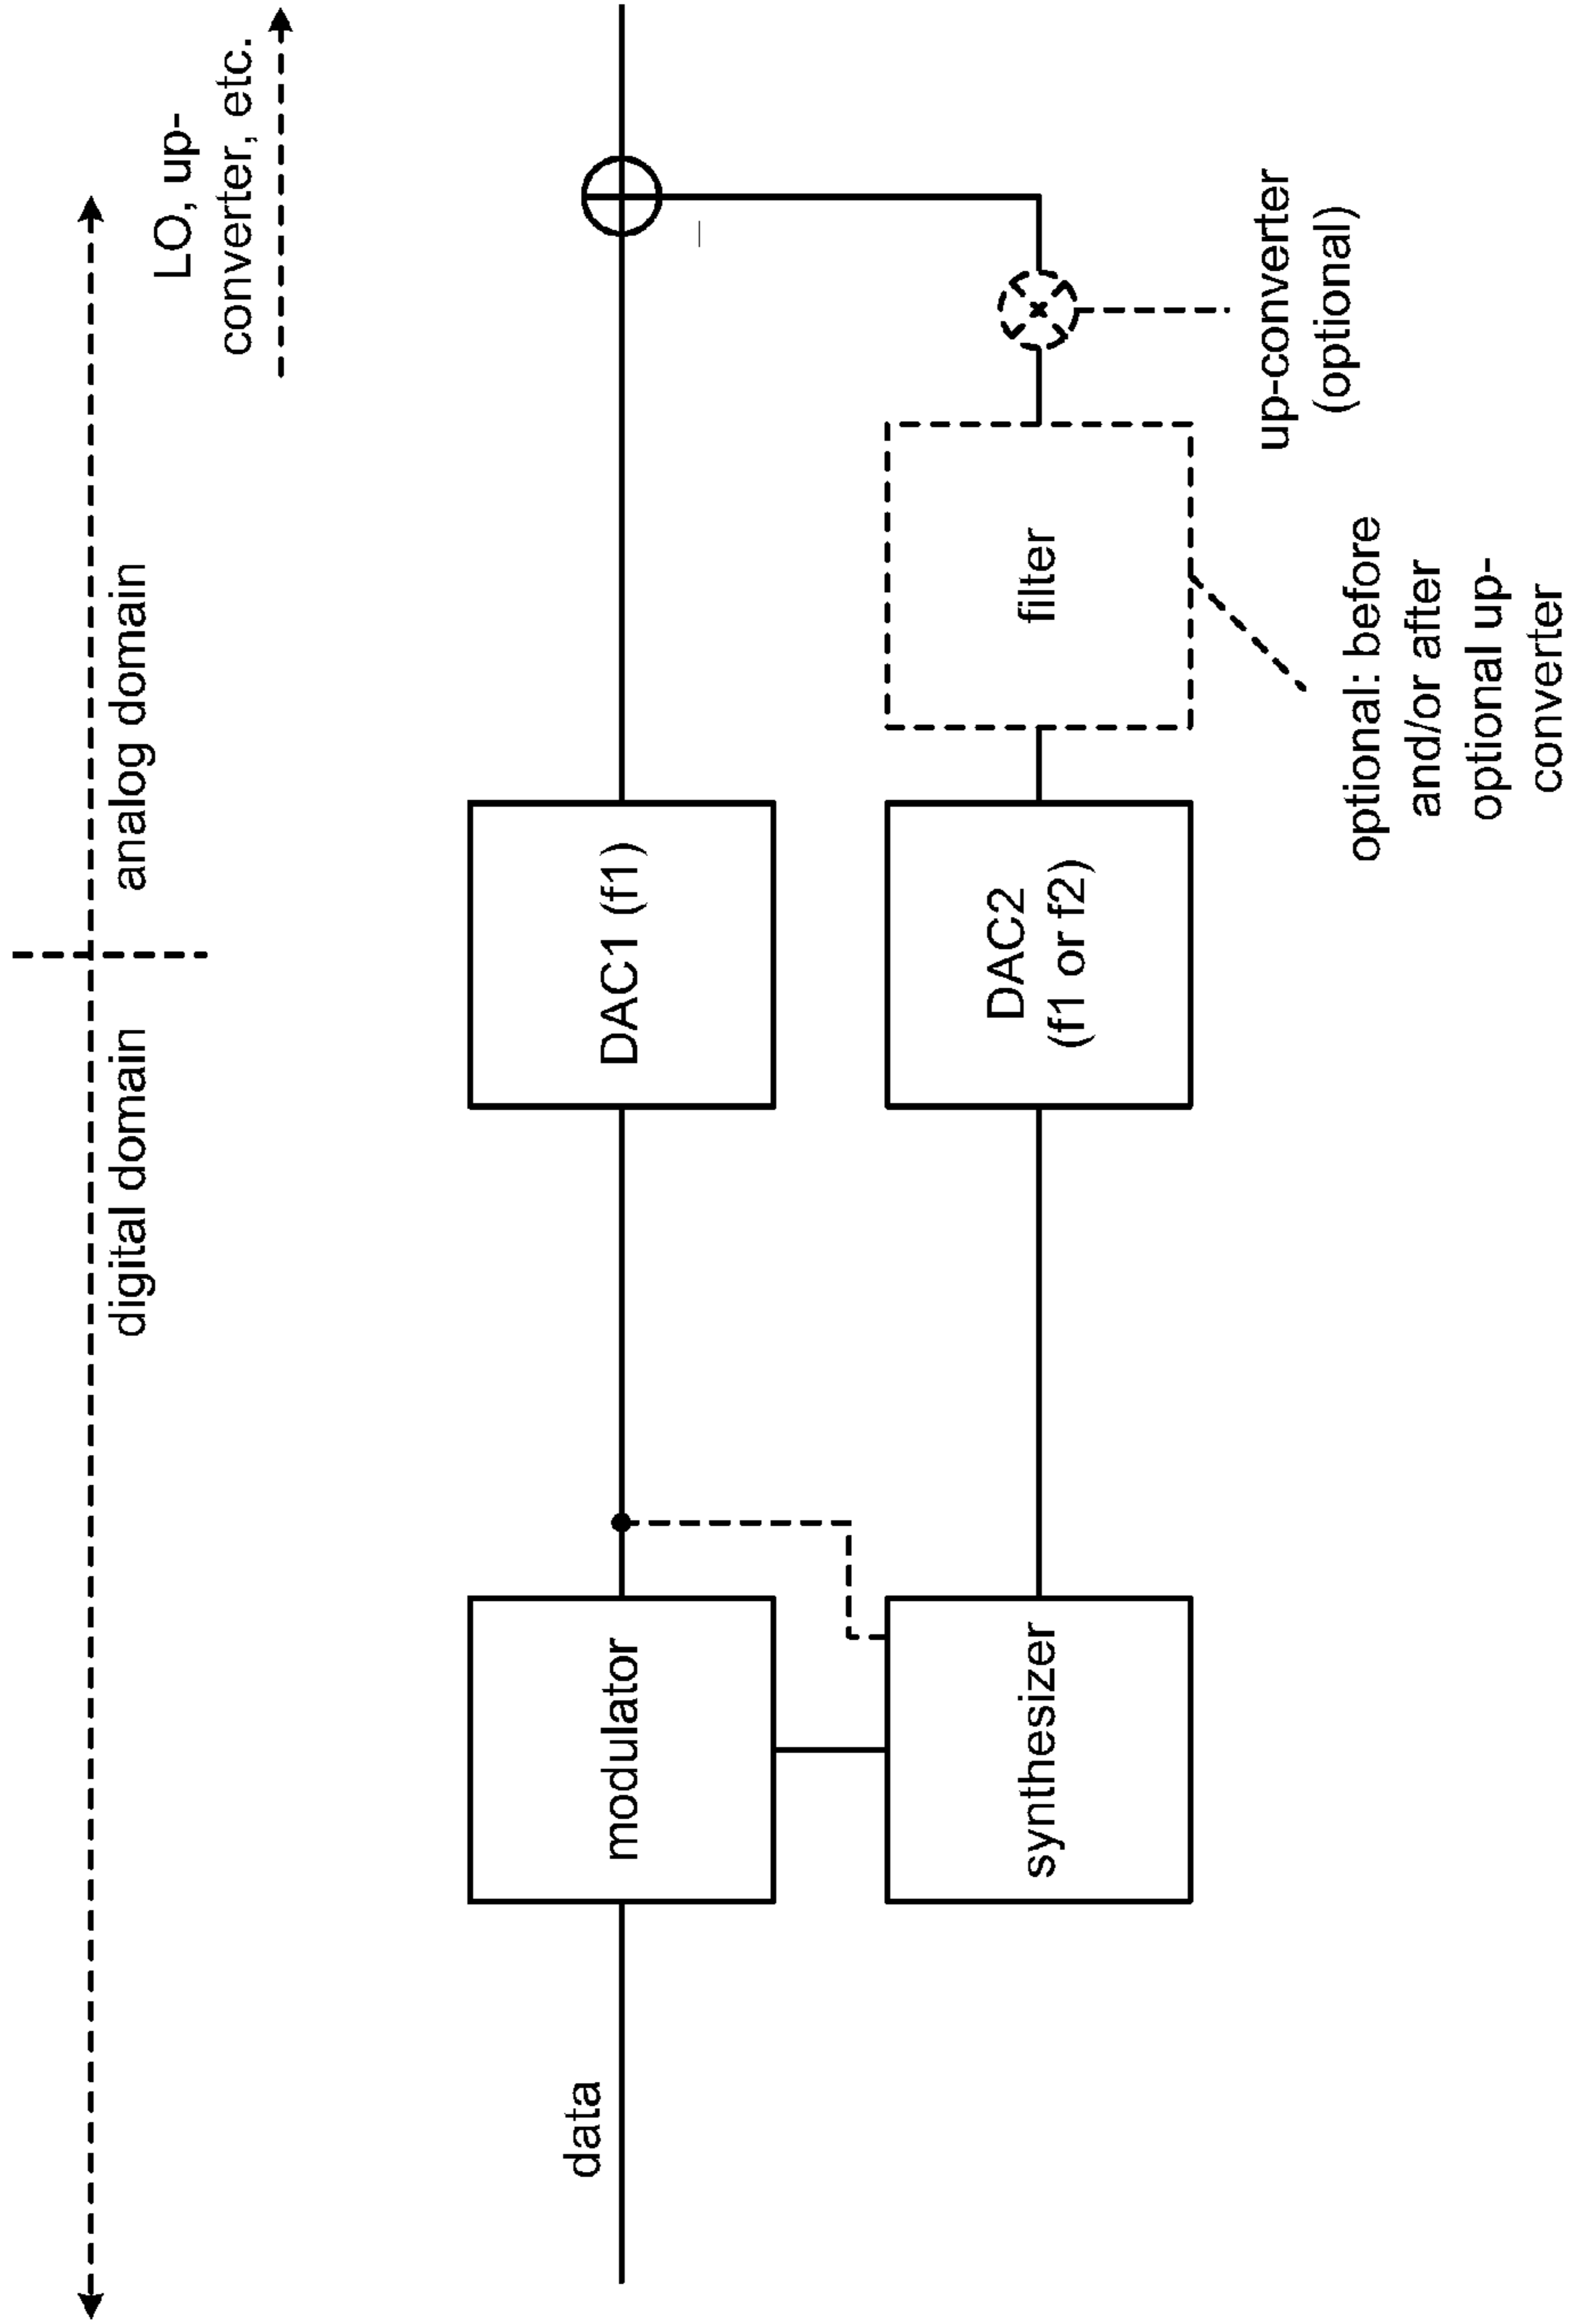 digital domain
analog domain
LO, up-
converter, etc.
data
modulator
DAC1 (f1)
synthesizer
DAC2
(f1 or f2)
filter
up-converter
(optional)
optional: before
and/or after
optional up-
converter